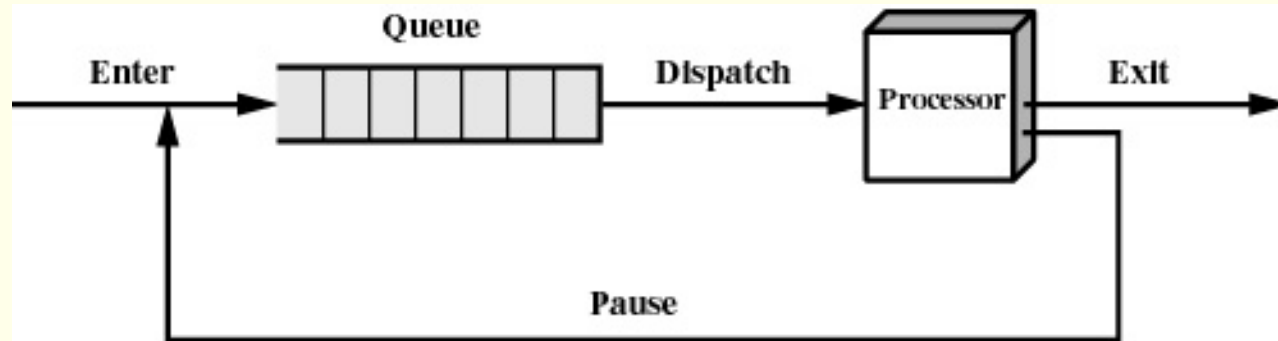 Queue
Enter
Dispatch
Processor
Exit
Pause